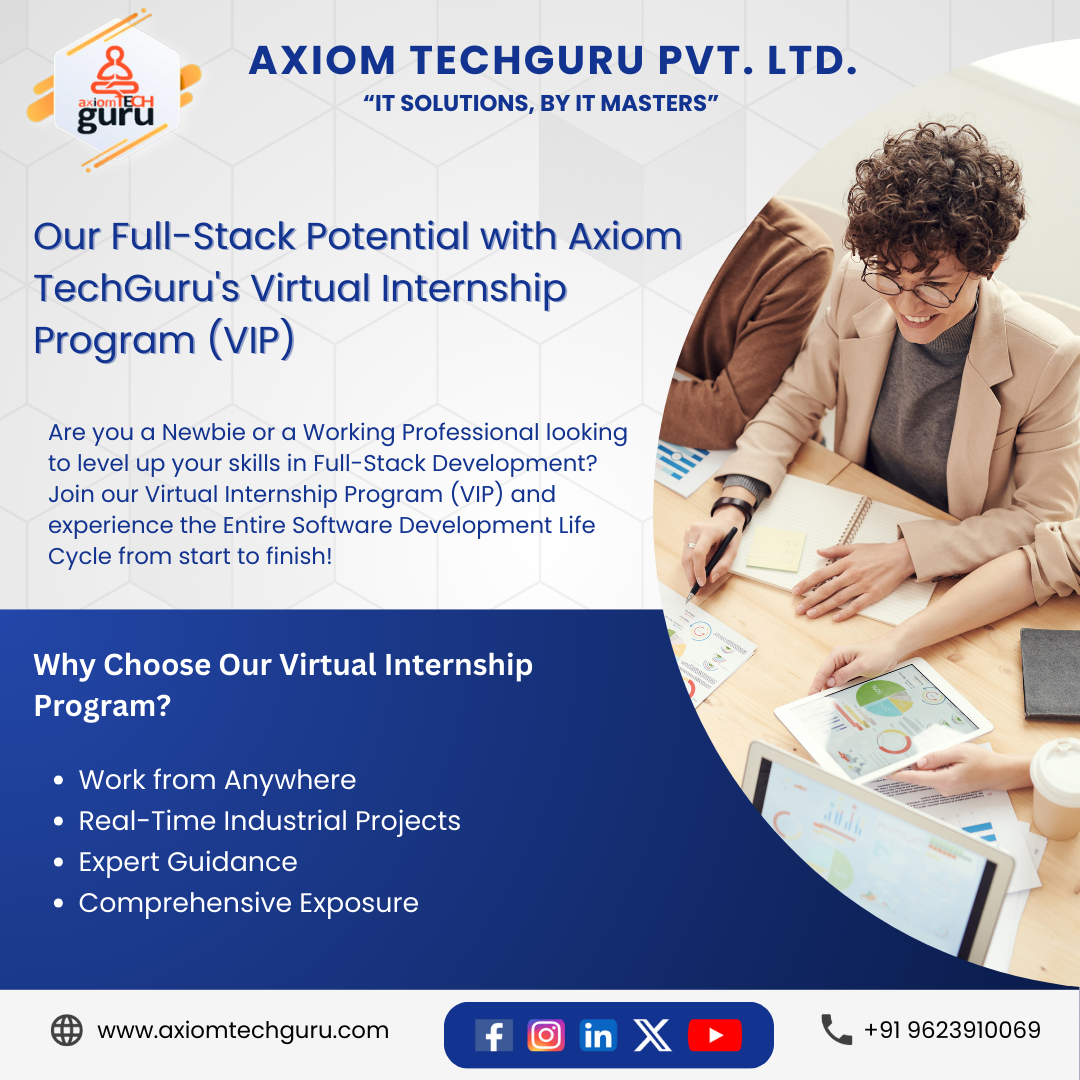 axiomTECH
guru
AXIOM TECHGURU PVT. LTD.
“IT SOLUTIONS, BY IT MASTERS”
Our Full-Stack Potential with Axiom
TechGuru's Virtual Internship
Program (VIP)
Are you a Newbie or a Working Professional looking
to level up your skills in Full-Stack Development?
Join our Virtual Internship Program (VIP) and
experience the Entire Software Development Life
Cycle from start to finish!
Why Choose Our Virtual Internship
Program?
• Work from Anywhere
• Real-Time Industrial Projects
• Expert Guidance
• Comprehensive Exposure
www.axiomtechguru.com
+91 9623910069